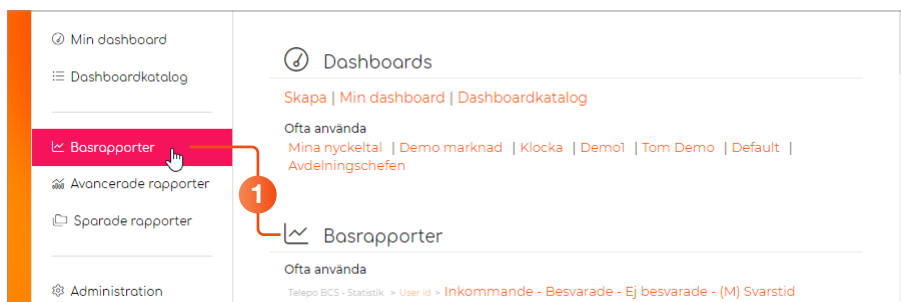 Min dashboard
Dashboardkatalog
Basrapporter
Avancerade rapporter
Sparade rapporter
Administration
1
Dashboards
Skapa | Min dashboard | Dashboardkatalog
Ofta använda
Mina nyckeltal | Demo marknad | Klocka | Demo1 | Tom Demo | Default |
Avdelningschefen
Basrapporter
Ofta använda
Telepo BCS - Statistik > User id > Inkommande - Besvarade - Ej besvarade - (M) Svarstid